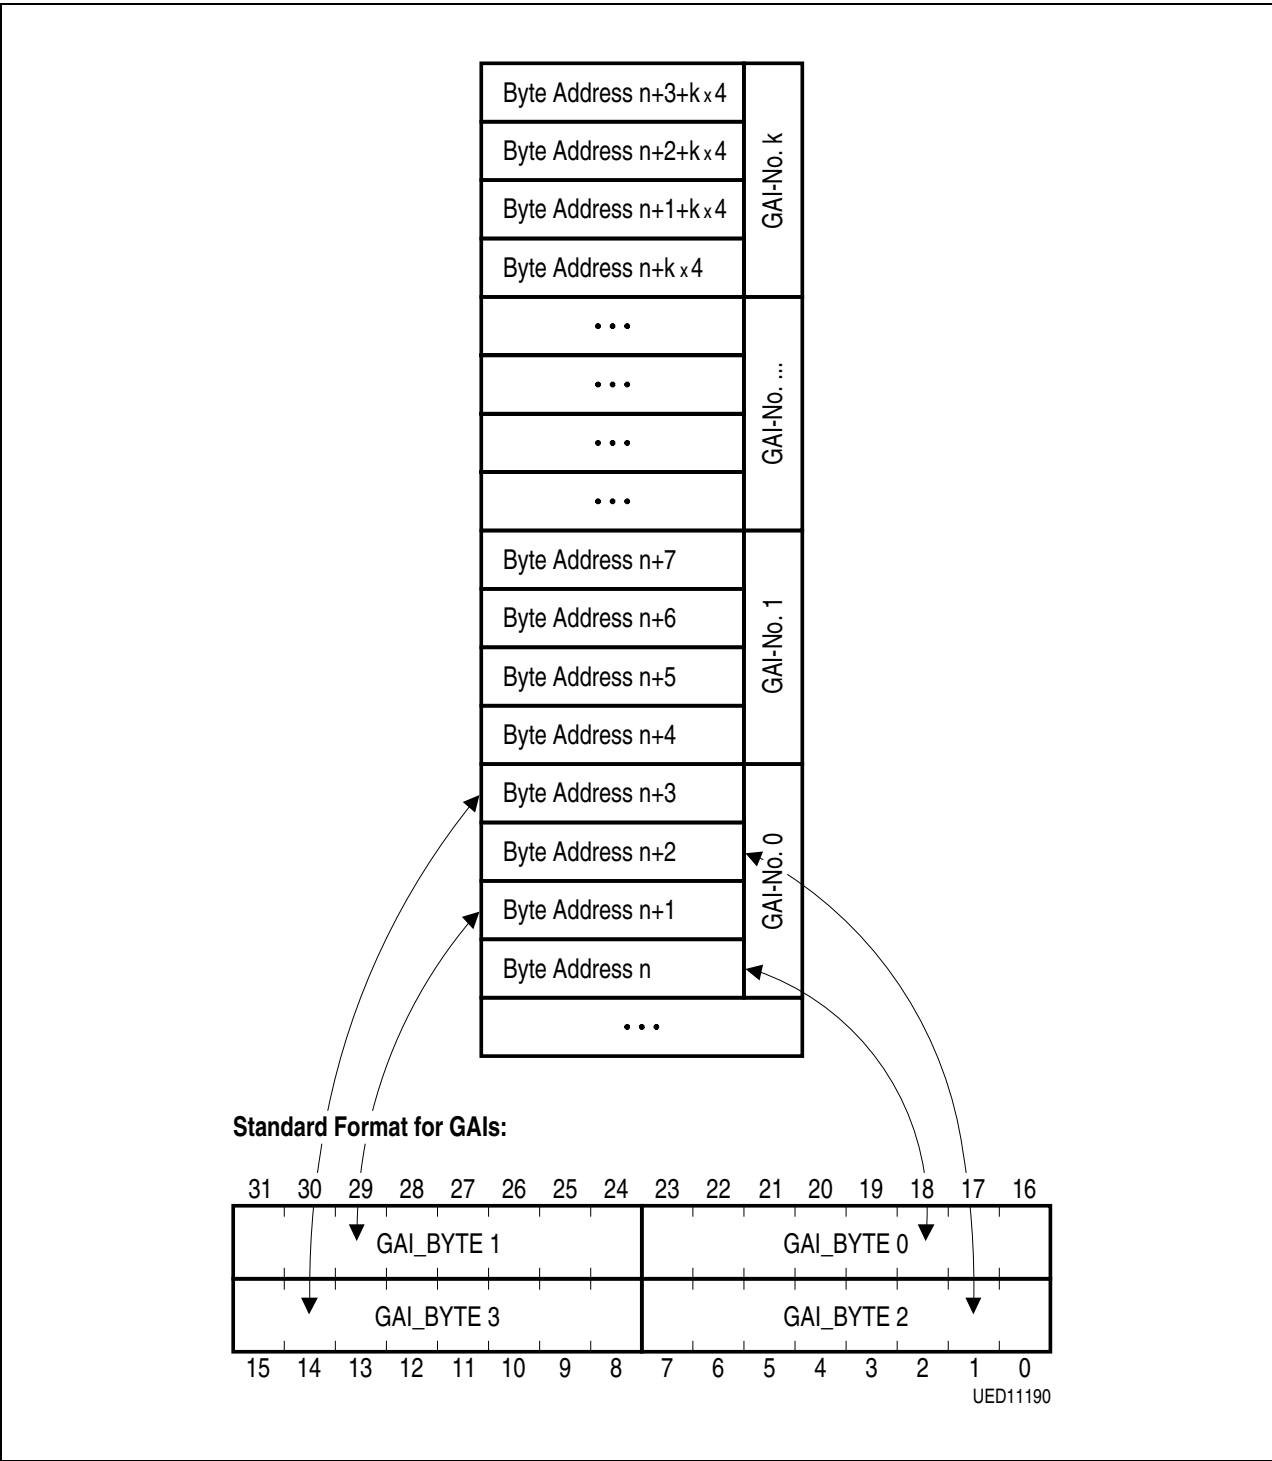 Byte Address n+3+k x 4
Byte Address n+2+k x 4
Byte Address n+1+k x 4
Byte Address n+k x 4
GAI-No. k
...
...
...
...
GAI-No. ...
Byte Address n+7
Byte Address n+6
Byte Address n+5
Byte Address n+4
GAI-No. 1
Byte Address n+3
Byte Address n+2
Byte Address n+1
Byte Address n
GAI-No. 0
...
Standard Format for GAIs:
31 30 29 28 27 26 25 24 23 22 21 20 19 18 17 16
GAI_BYTE 1 GAI_BYTE 0
GAI_BYTE 3 GAI_BYTE 2
15 14 13 12 11 10 9 8 7 6 5 4 3 2 1 0
UED11190